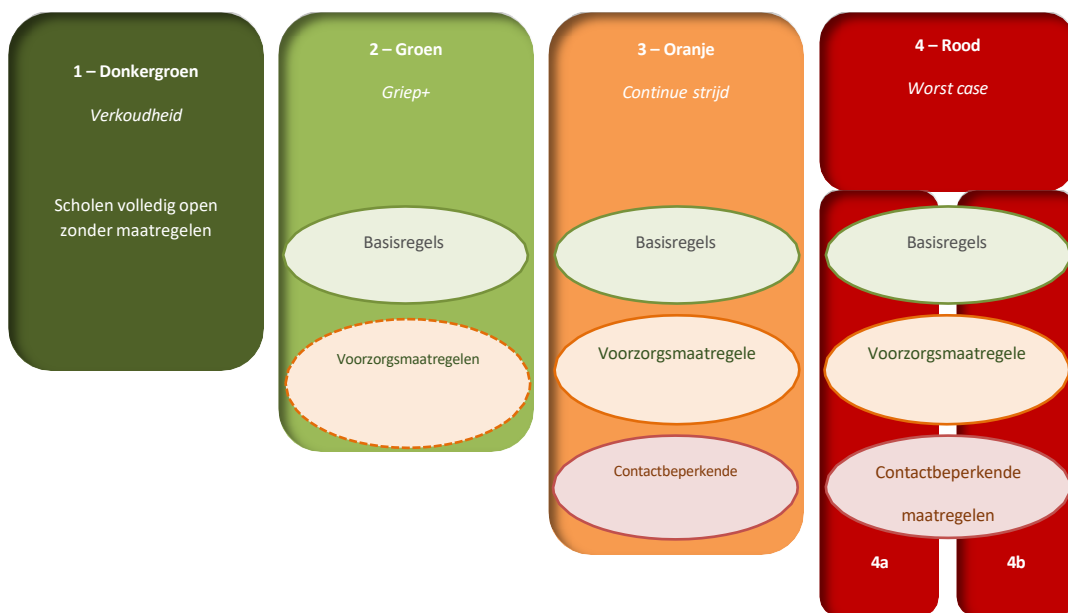 1 – Donkergroen
Verkoudheid
Scholen volledig open
zonder maatregelen
2 – Groen
Griep+
Basisregels
Voorzorgsmaatregelen
3 – Oranje
Continue strijd
Basisregels
Voorzorgsmaatregele
Contactbeperkende
4 – Rood
Worst case
Basisregels
Voorzorgsmaatregele
Contactbeperkende
maatregelen
4a
4b